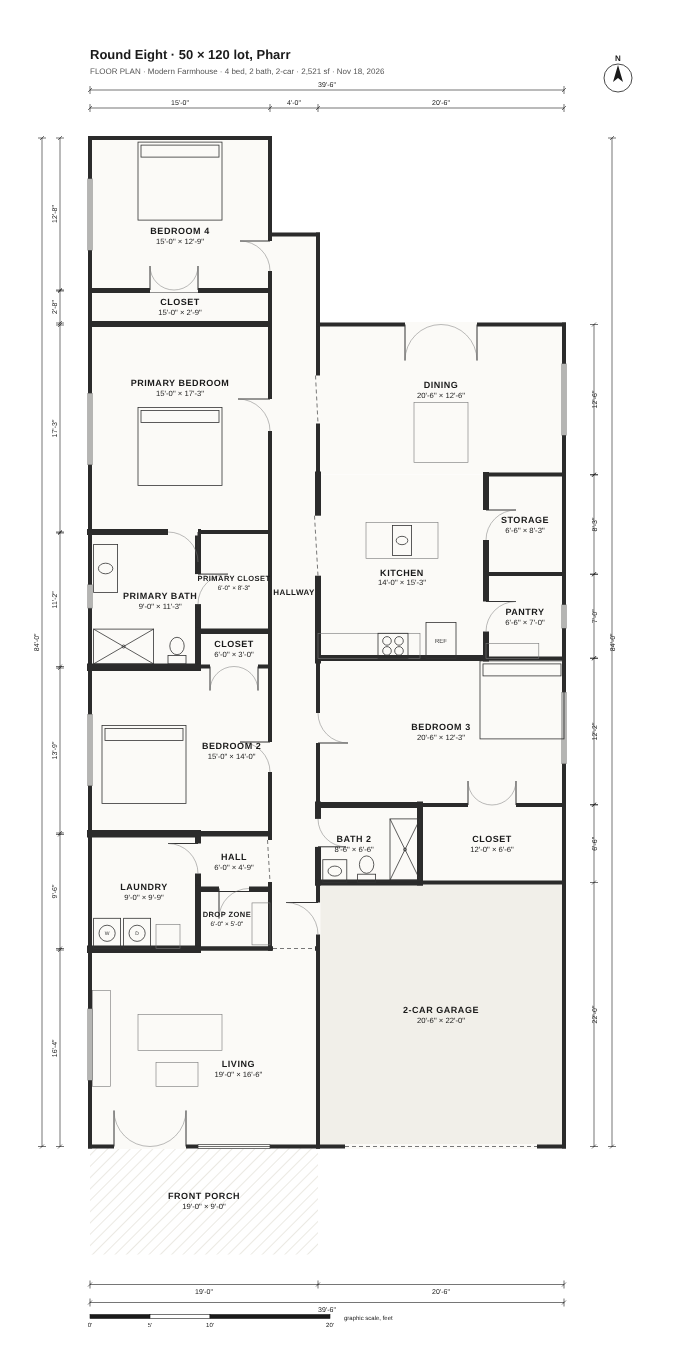 Round Eight · 50 × 120 lot, Pharr
FLOOR PLAN · Modern Farmhouse · 4 bed, 2 bath, 2-car · 2,521 sf · Nov 18, 2026
N
39'-6"
15'-0"
4'-0"
20'-6"
12'-8"
BEDROOM 4
15'-0" × 12'-9"
2'-8"
CLOSET
15'-0" × 2'-9"
17'-3"
PRIMARY BEDROOM
15'-0" × 17'-3"
DINING
20'-6" × 12'-6"
12'-6"
STORAGE
6'-6" × 8'-3"
8'-3"
KITCHEN
14'-0" × 15'-3"
PRIMARY CLOSET
6'-0" × 8'-3"
HALLWAY
PRIMARY BATH
9'-0" × 11'-3"
11'-2"
PANTRY
6'-6" × 7'-0"
7'-0"
84'-0"
84'-0"
REF
CLOSET
6'-0" × 3'-0"
BEDROOM 2
15'-0" × 14'-0"
13'-9"
BEDROOM 3
20'-6" × 12'-3"
12'-2"
BATH 2
8'-6" × 6'-6"
CLOSET
12'-0" × 6'-6"
6'-6"
HALL
6'-0" × 4'-9"
LAUNDRY
9'-0" × 9'-9"
9'-6"
DROP ZONE
6'-0" × 5'-0"
W
D
2-CAR GARAGE
20'-6" × 22'-0"
22'-0"
LIVING
19'-0" × 16'-6"
16'-4"
FRONT PORCH
19'-0" × 9'-0"
19'-0"
20'-6"
39'-6"
graphic scale, feet
0'
5'
10'
20'